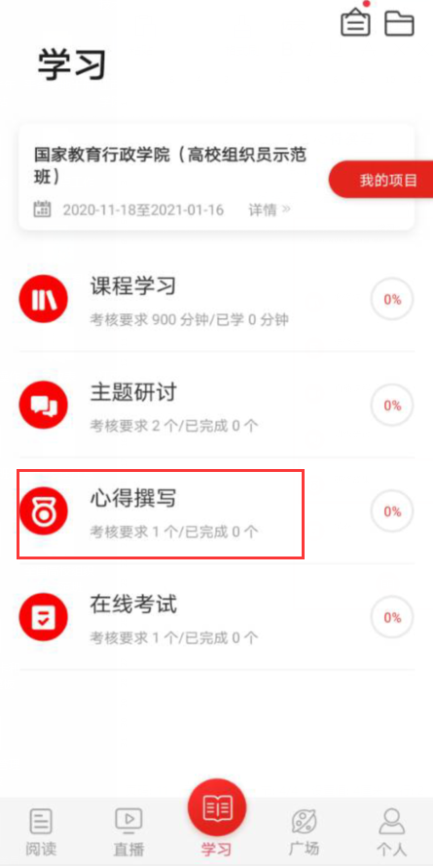 学习
国家教育行政学院（高校组织员示范
班）
我的项目
2020-11-18至2021-01-16 详情 »
课程学习
考核要求 900 分钟/已学 0 分钟
0%
主题研讨
考核要求 2 个/已完成 0 个
0%
心得撰写
考核要求 1 个/已完成 0 个
0%
在线考试
考核要求 1 个/已完成 0 个
0%
阅读 直播 学习 广场 个人